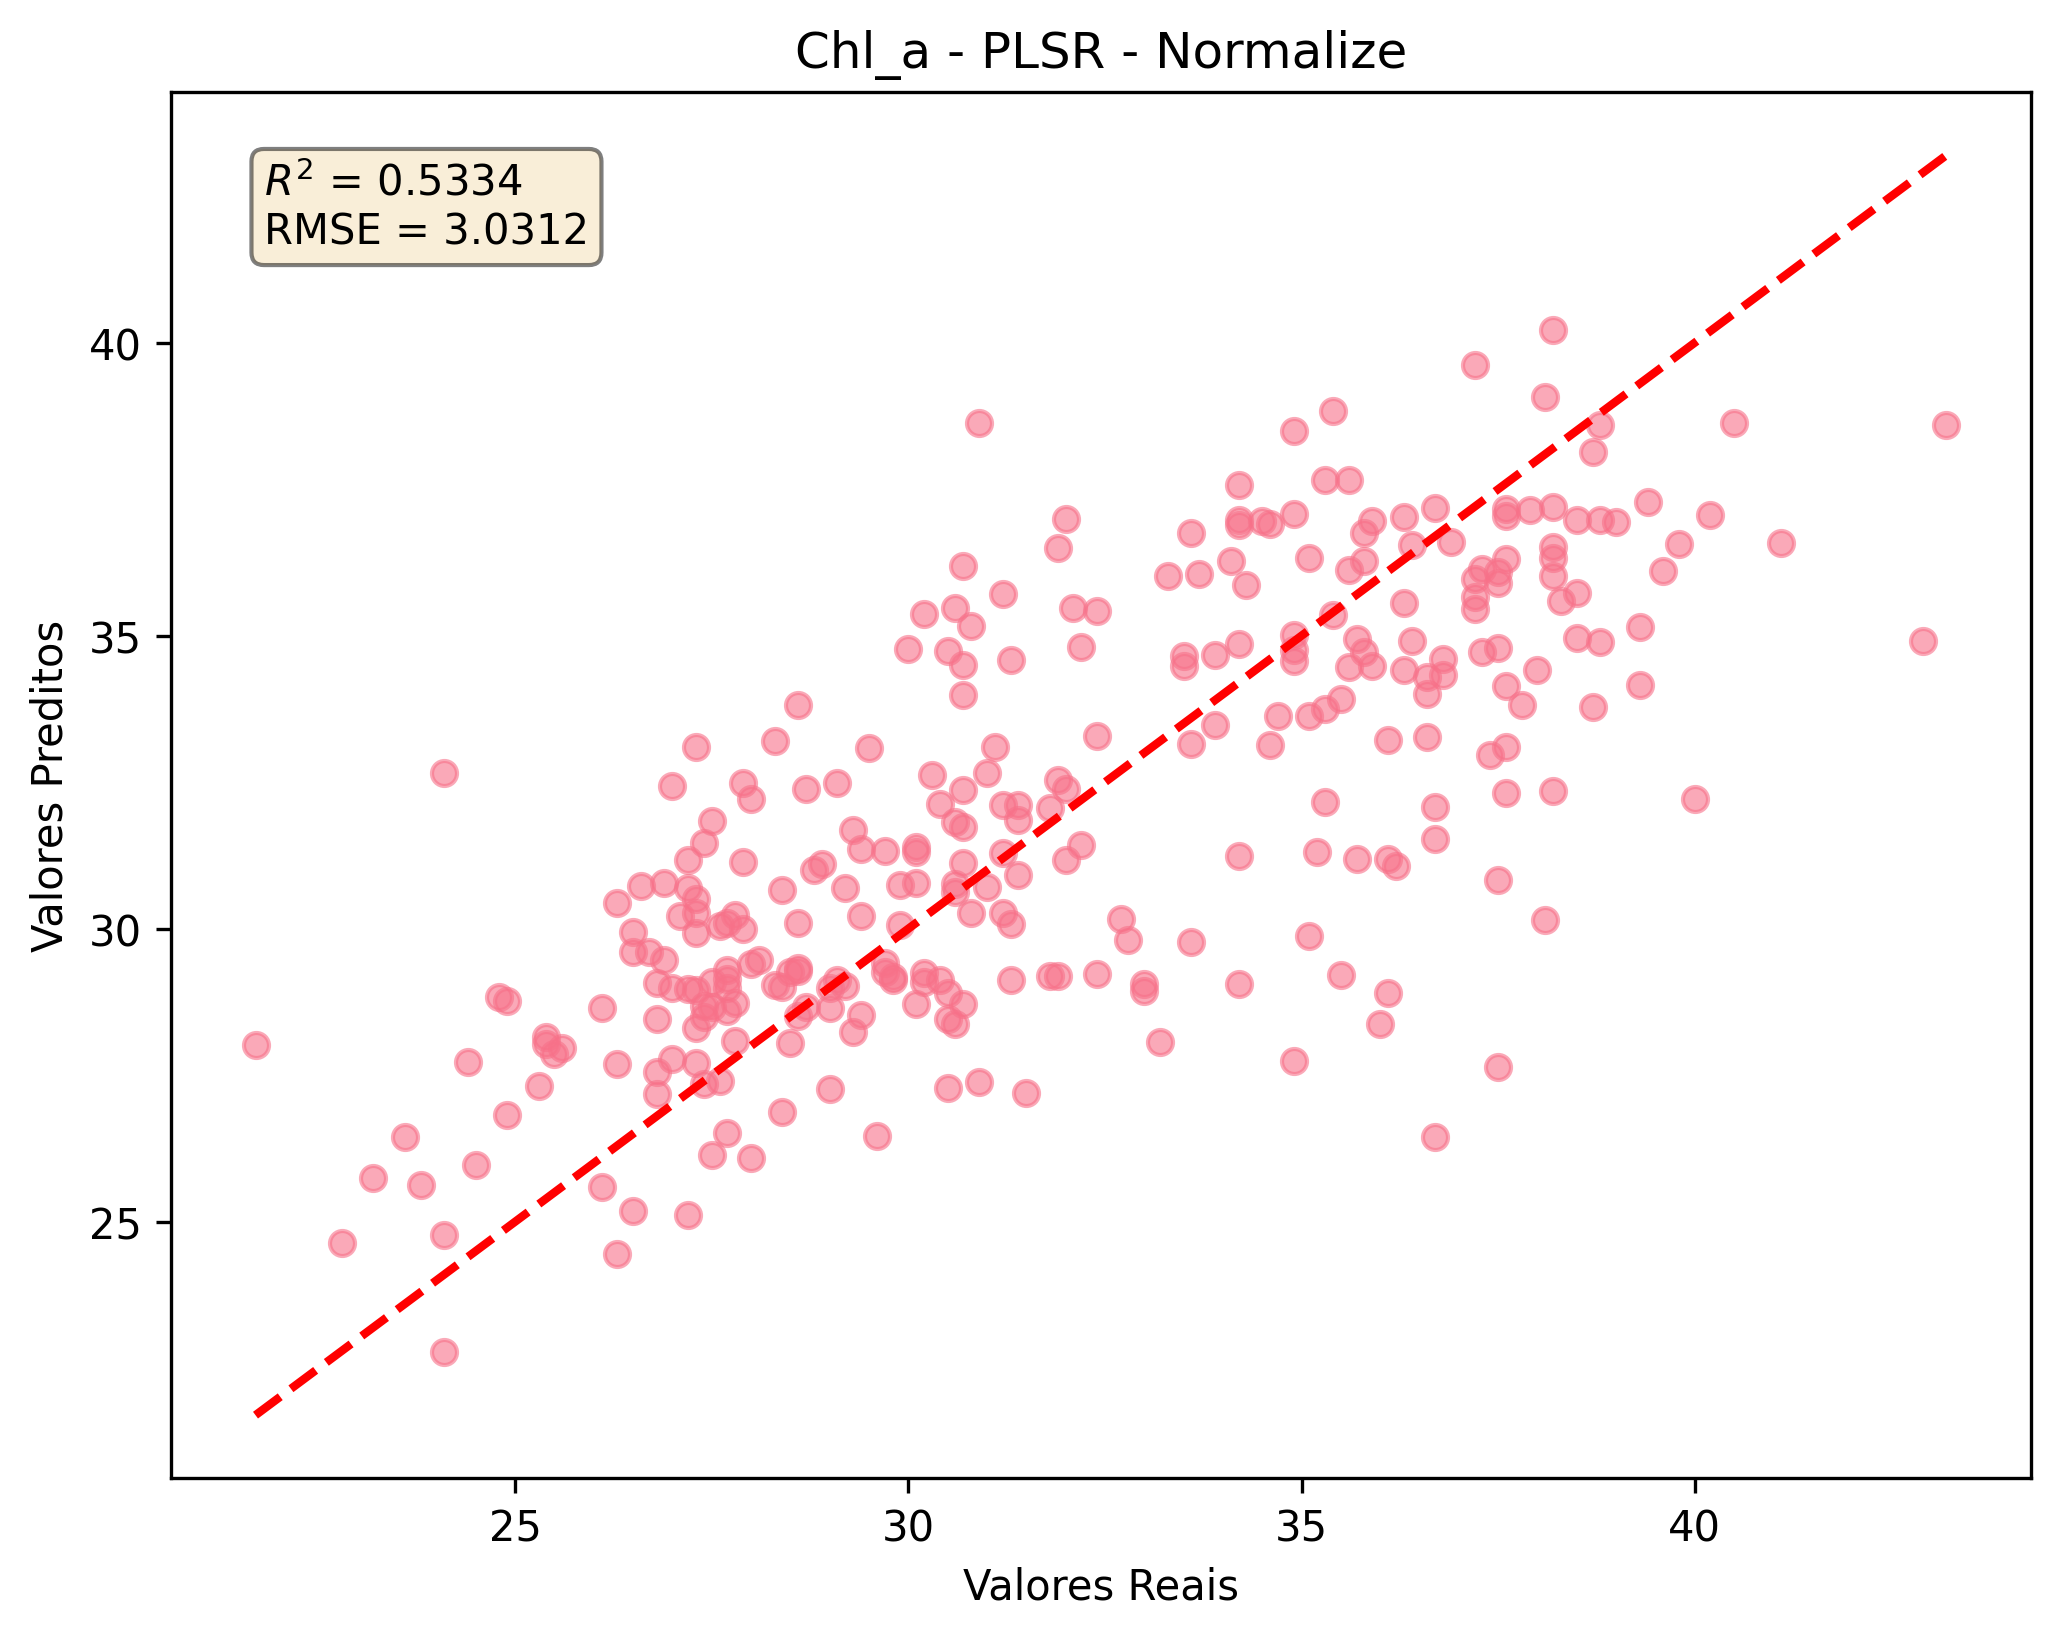 Chl_a - PLSR - Normalize
R² = 0.5334
RMSE = 3.0312
Valores Preditos
40
35
30
25
25 30 35 40
Valores Reais